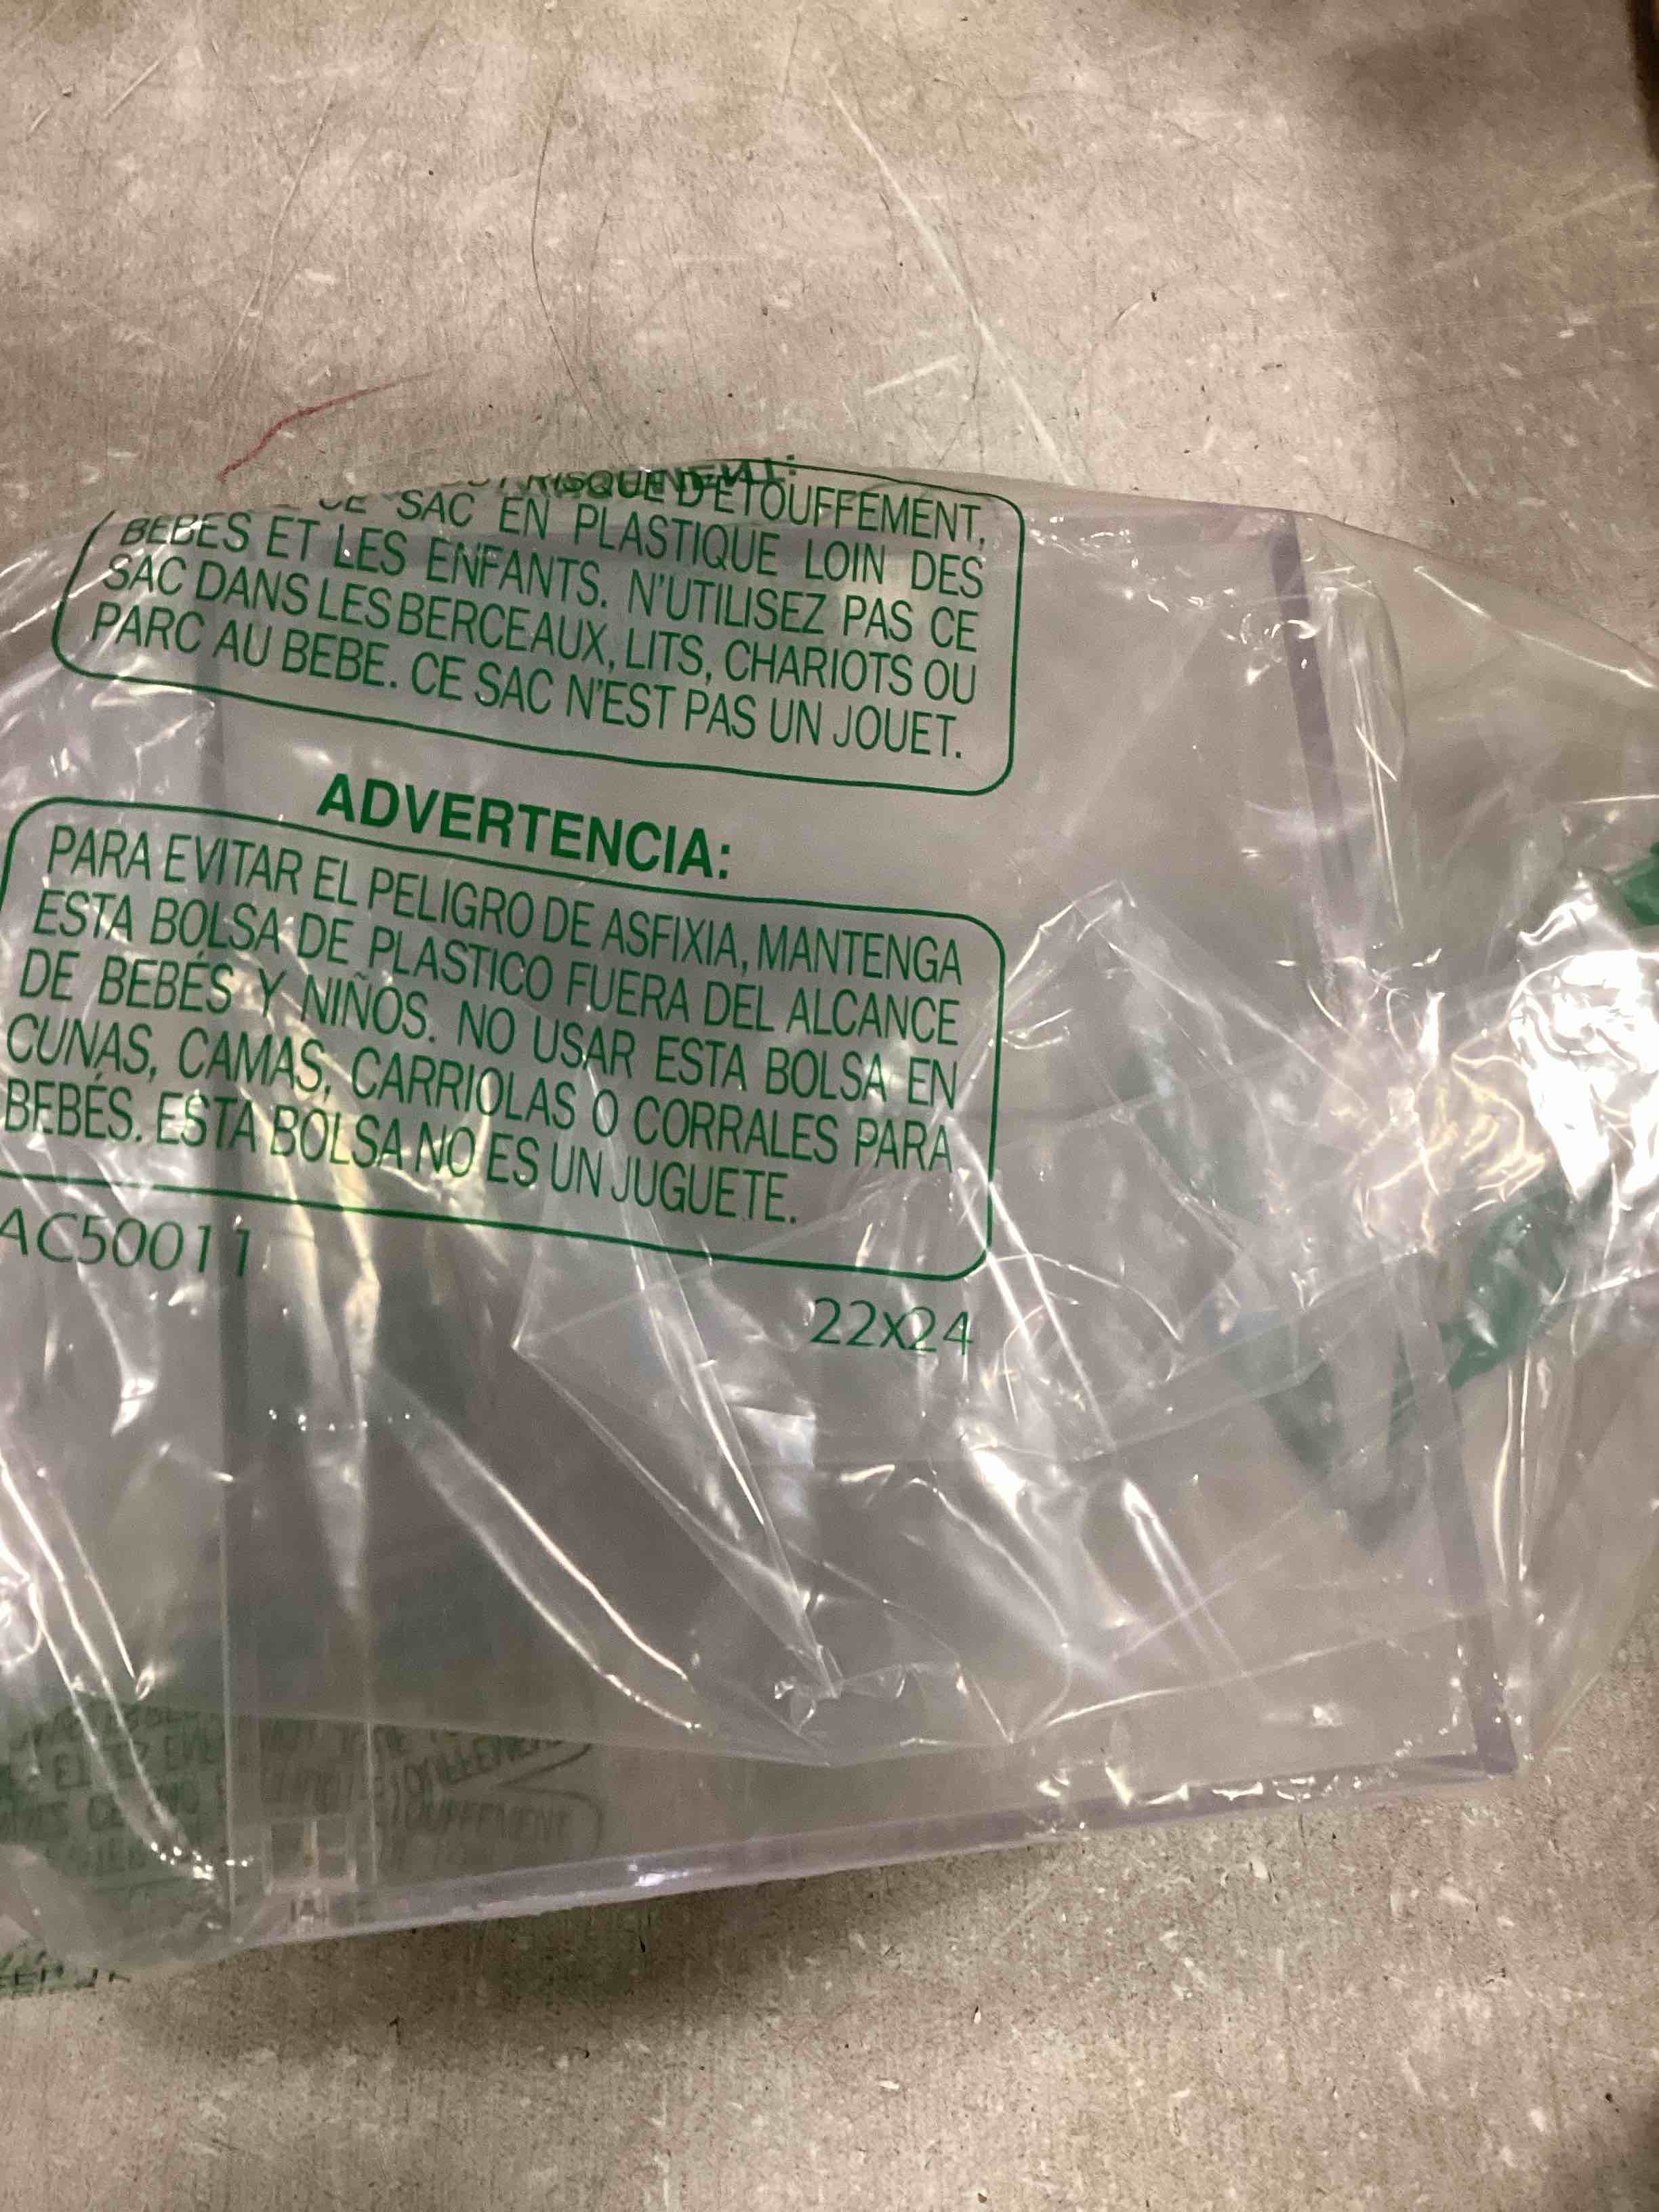 RISQUE D'ETOUFFEMENT,
CE SAC EN PLASTIQUE LOIN DES
BEBES ET LES ENFANTS. N'UTILISEZ PAS CE
SAC DANS LES BERCEAUX, LITS, CHARIOTS OU
PARC AU BEBE. CE SAC N'EST PAS UN JOUET.
ADVERTENCIA:
PARA EVITAR EL PELIGRO DE ASFIXIA, MANTENGA
ESTA BOLSA DE PLASTICO FUERA DEL ALCANCE
DE BEBÉS Y NIÑOS. NO USAR ESTA BOLSA EN
CUNAS, CAMAS, CARRIOLAS O CORRALES PARA
BEBÉS. ESTA BOLSA NO ES UN JUGUETE.
AC50011
22x24